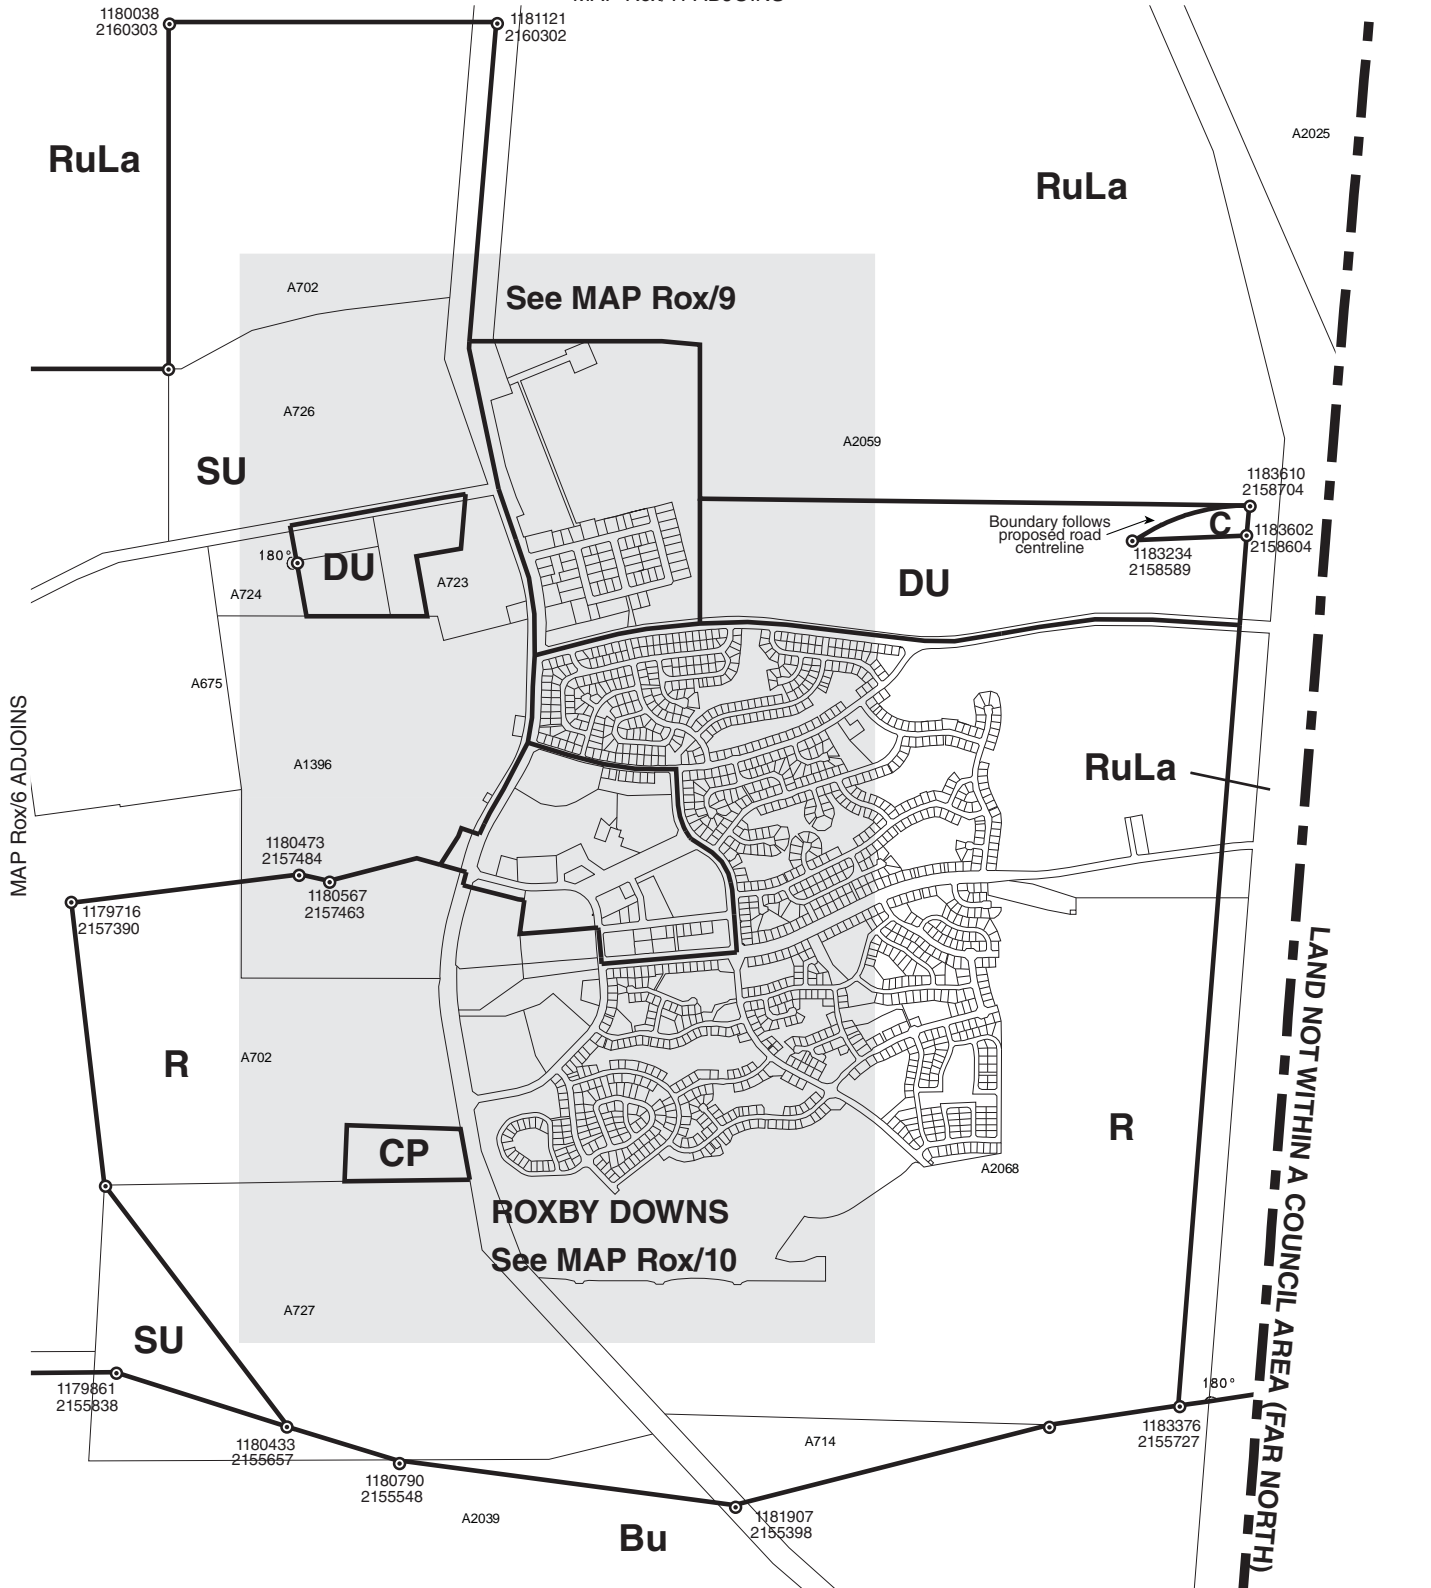 1180038
2160303
1181121
2160302
A2025
RuLa
RuLa
A702
See MAP Rox/9
A726
A2059
SU
1183610
2158704
Boundary follows
proposed road
centreline
C
1183602
2158604
1183234
2158589
180°
DU
A723
DU
A724
A675
MAP Rox/6 ADJOINS
A1396
RuLa
1180473
2157484
1180567
2157463
1179716
2157390
LAND NOT WITHIN A COUNCIL AREA (FAR NORTH)
R
A702
R
CP
A2068
ROXBY DOWNS
See MAP Rox/10
A727
SU
1179861
2155838
180°
1183376
2155727
1180433
2155657
A714
1180790
2155548
A2039
1181907
2155398
Bu